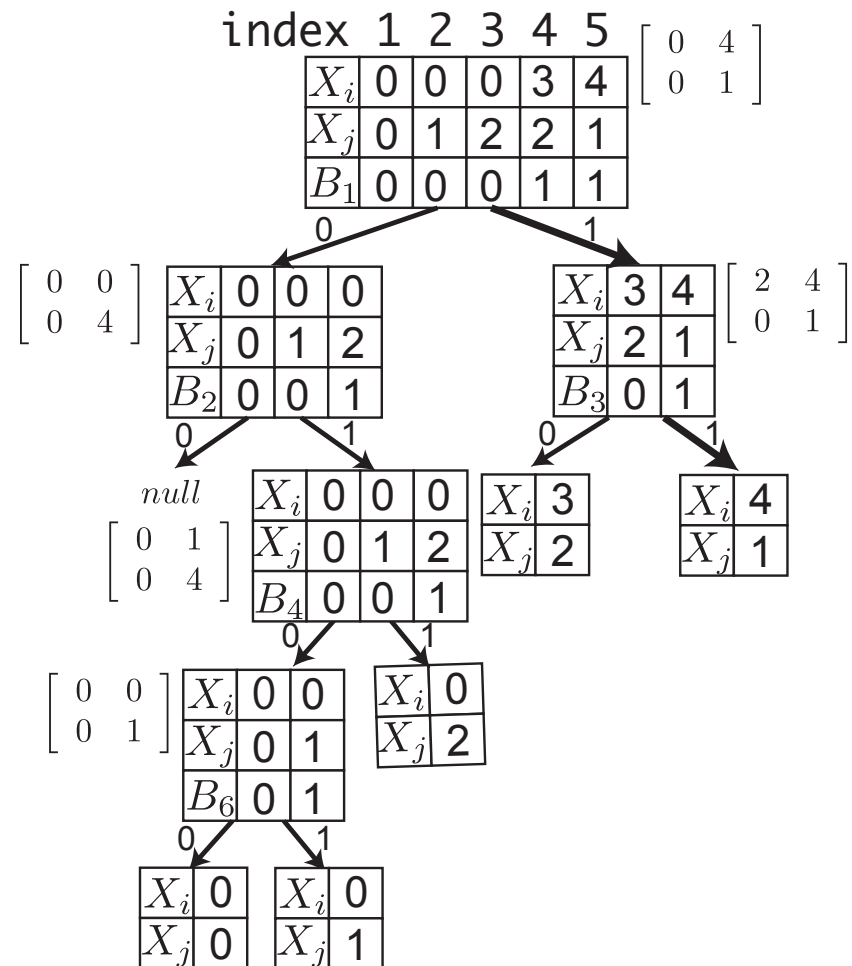 index 1 2 3 4 5
X_i 0 0 0 3 4
X_j 0 1 2 2 1
B_1 0 0 0 1 1
[ 0 4
0 1 ]
0 1
[ 0 0
0 4 ]
X_i 0 0 0
X_j 0 1 2
B_2 0 0 1
X_i 3 4
X_j 2 1
B_3 0 1
[ 2 4
0 1 ]
0 1
0 1
null
[ 0 1
0 4 ]
X_i 0 0 0
X_j 0 1 2
B_4 0 0 1
X_i 3
X_j 2
X_i 4
X_j 1
0 1
[ 0 0
0 1 ]
X_i 0 0
X_j 0 1
B_6 0 1
X_i 0
X_j 2
0 1
X_i 0
X_j 0
X_i 0
X_j 1